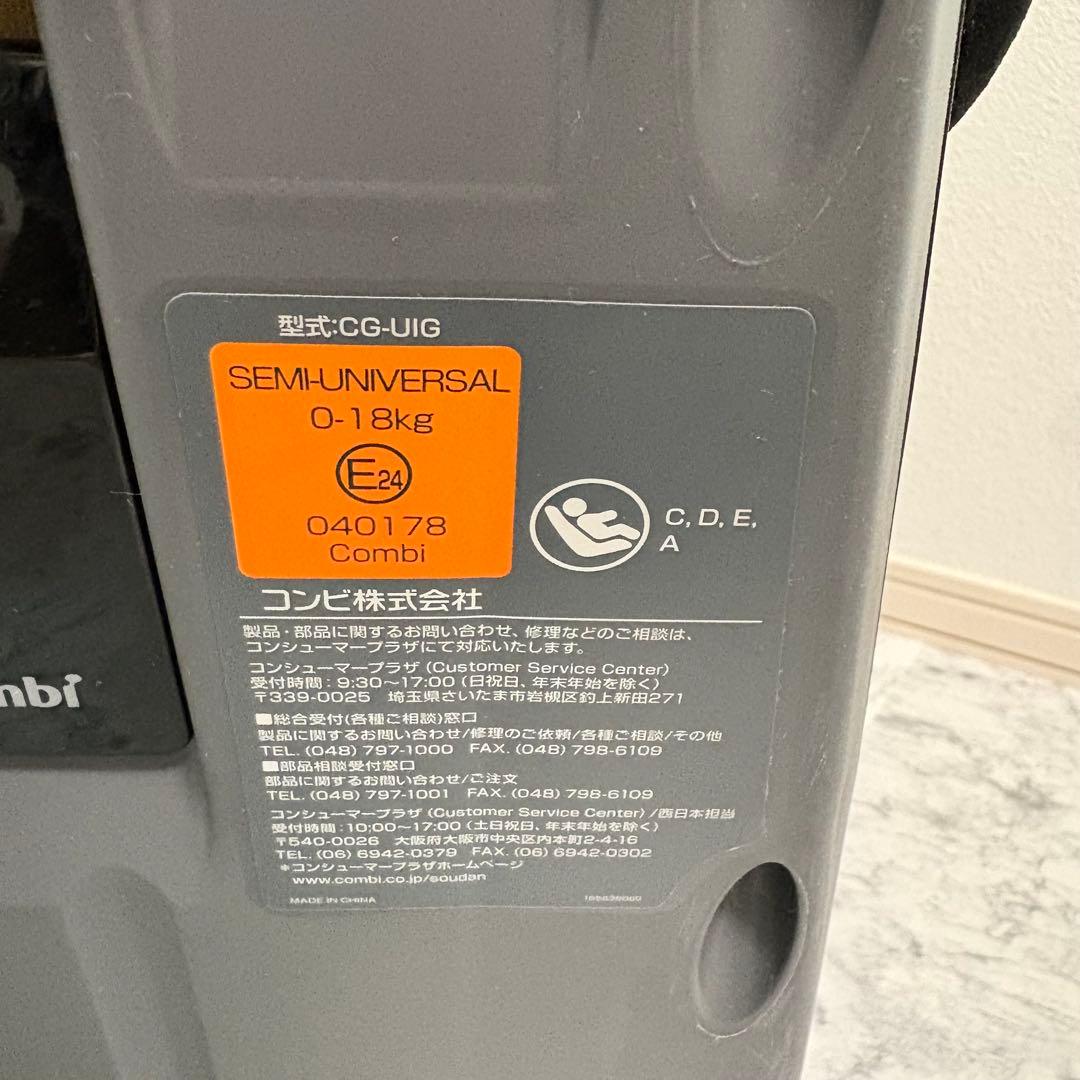 型式:CG-UIG
SEMI-UNIVERSAL
0-18kg
E24
040178
Combi
C, D, E,
A
コンビ株式会社
製品・部品に関するお問い合わせ、修理などのご相談は、
コンシューマープラザにて対応いたします。
コンシューマープラザ (Customer Service Center)
受付時間：9:30〜17:00 (日祝日、年末年始を除く)
〒339-0025 埼玉県さいたま市岩槻区釣上新田271
■総合受付(各種ご相談)窓口
製品に関するお問い合わせ/修理のご依頼/各種ご相談/その他
TEL. (048) 797-1000 FAX. (048) 798-6109
■部品相談受付窓口
部品に関するお問い合わせ/ご注文
TEL. (048) 797-1001 FAX. (048) 798-6109
コンシューマープラザ (Customer Service Center) /西日本担当
受付時間：10:00〜17:00 (土日祝日、年末年始を除く)
〒540-0026 大阪府大阪市中央区内本町2-4-16
TEL. (06) 6942-0379 FAX. (06) 6942-0302
*コンシューマープラザホームページ
www.combi.co.jp/soudan
MADE IN CHINA
mbi